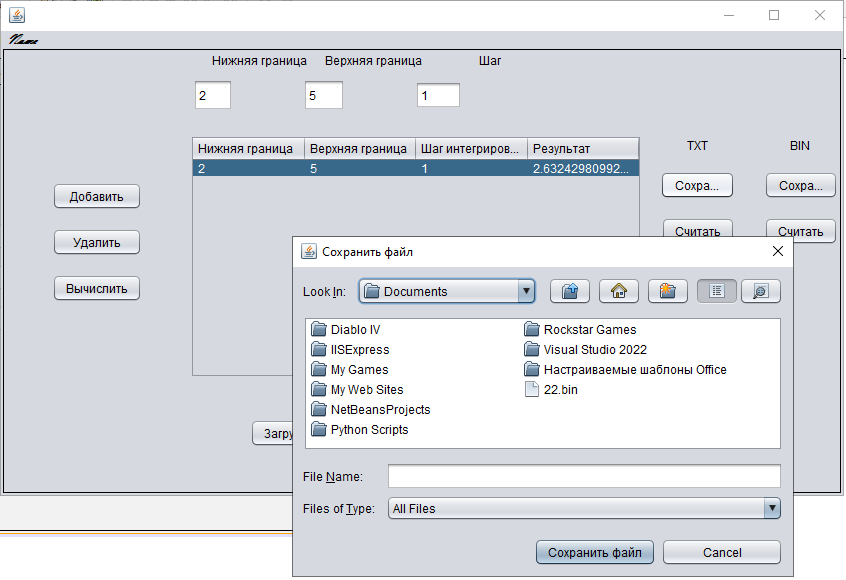 Name
Нижняя граница Верхняя граница Шаг
2 5 1
Нижняя граница Верхняя граница Шаг интегриров... Результат
2 5 1 2.63242980992...
TXT BIN
Сохра... Сохра...
Считать Считать
Добавить
Удалить
Вычислить
Загру
Сохранить файл
Look In: Documents
Diablo IV
IISExpress
My Games
My Web Sites
NetBeansProjects
Python Scripts
Rockstar Games
Visual Studio 2022
Настраиваемые шаблоны Office
22.bin
File Name:
Files of Type: All Files
Сохранить файл Cancel